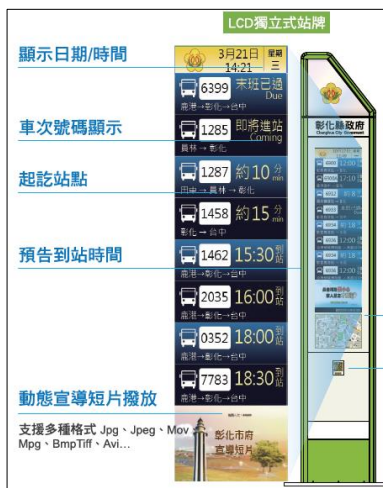 LCD獨立式站牌
顯示日期/時間
3月21日 星期
14:21 三
6399 末班已過
Due
鹿港→彰化→台中
車次號碼顯示
1285 即將進站
Coming
員林→彰化
起訖站點
1287 約10分
min
田中→員林→彰化
1458 約15分
min
彰化→台中
預告到站時間
1462 15:30到站
鹿港→彰化→台中
2035 16:00到站
鹿港→彰化→台中
0352 18:00到站
鹿港→彰化→台中
7783 18:30到站
鹿港→彰化→台中
動態宣導短片撥放
支援多種格式 Jpg、Jpeg、Mov、
Mpg、BmpTiff、Avi…
彰化市府
宣導短片
彰化縣政府